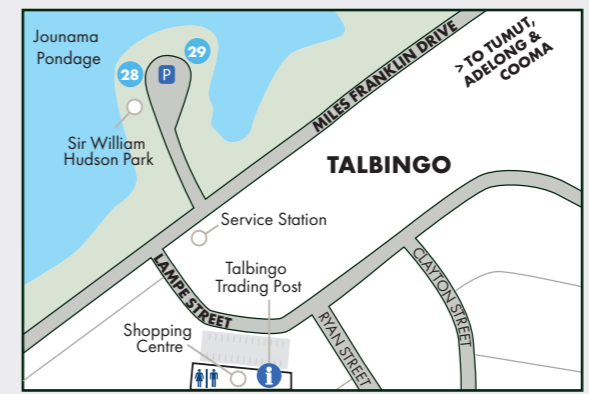 Jounama
Pondage
28
29
P
Sir William
Hudson Park
MILES FRANKLIN DRIVE
> TO TUMUT,
ADELONG &
COOMA
TALBINGO
Service Station
LAMPE STREET
Talbingo
Trading Post
CLAYTON STREET
RYAN STREET
Shopping
Centre
i